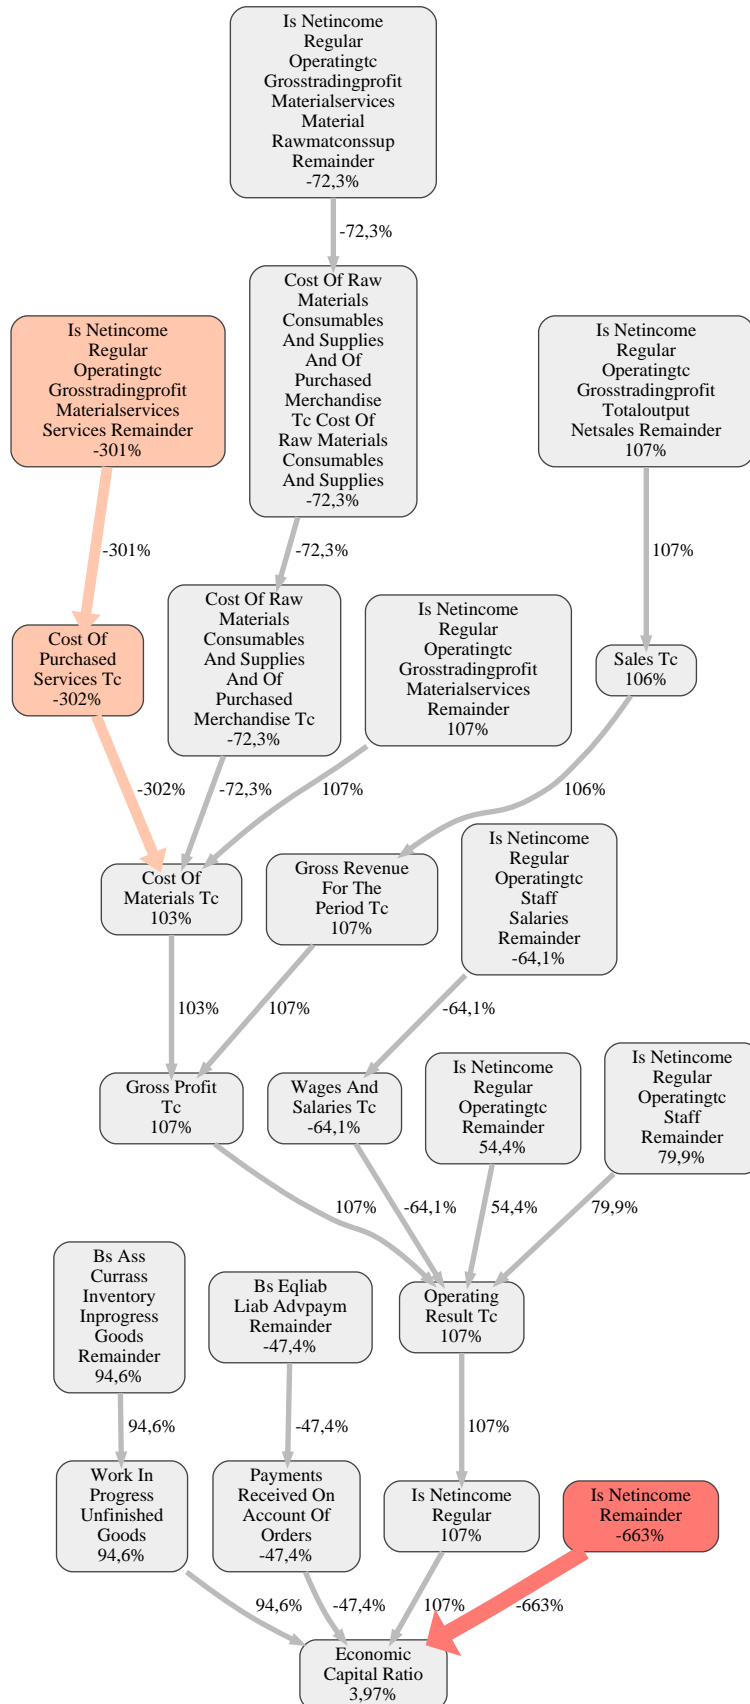 Is Netincome
Regular
Operatingtc
Grosstradingprofit
Materialservices
Material
Rawmatconssup
Remainder
-72,3%
-72,3%
Cost Of Raw
Materials
Consumables
And Supplies
And Of
Purchased
Merchandise
Tc Cost Of
Raw Materials
Consumables
And Supplies
-72,3%
Is Netincome
Regular
Operatingtc
Grosstradingprofit
Materialservices
Services Remainder
-301%
Is Netincome
Regular
Operatingtc
Grosstradingprofit
Totaloutput
Netsales Remainder
107%
-301%
-72,3%
107%
Cost Of
Purchased
Services Tc
-302%
Cost Of Raw
Materials
Consumables
And Supplies
And Of
Purchased
Merchandise Tc
-72,3%
Is Netincome
Regular
Operatingtc
Grosstradingprofit
Materialservices
Remainder
107%
Sales Tc
106%
-302%
-72,3%
107%
106%
Cost Of
Materials Tc
103%
Gross Revenue
For The
Period Tc
107%
Is Netincome
Regular
Operatingtc
Staff
Salaries
Remainder
-64,1%
103%
107%
-64,1%
Gross Profit
Tc
107%
Wages And
Salaries Tc
-64,1%
Is Netincome
Regular
Operatingtc
Remainder
54,4%
Is Netincome
Regular
Operatingtc
Staff
Remainder
79,9%
107%
-64,1%
54,4%
79,9%
Bs Ass
Currass
Inventory
Inprogress
Goods
Remainder
94,6%
Bs Eqliab
Liab Advpaym
Remainder
-47,4%
Operating
Result Tc
107%
94,6%
-47,4%
107%
Work In
Progress
Unfinished
Goods
94,6%
Payments
Received On
Account Of
Orders
-47,4%
Is Netincome
Regular
107%
Is Netincome
Remainder
-663%
94,6%
-47,4%
107%
-663%
Economic
Capital Ratio
3,97%